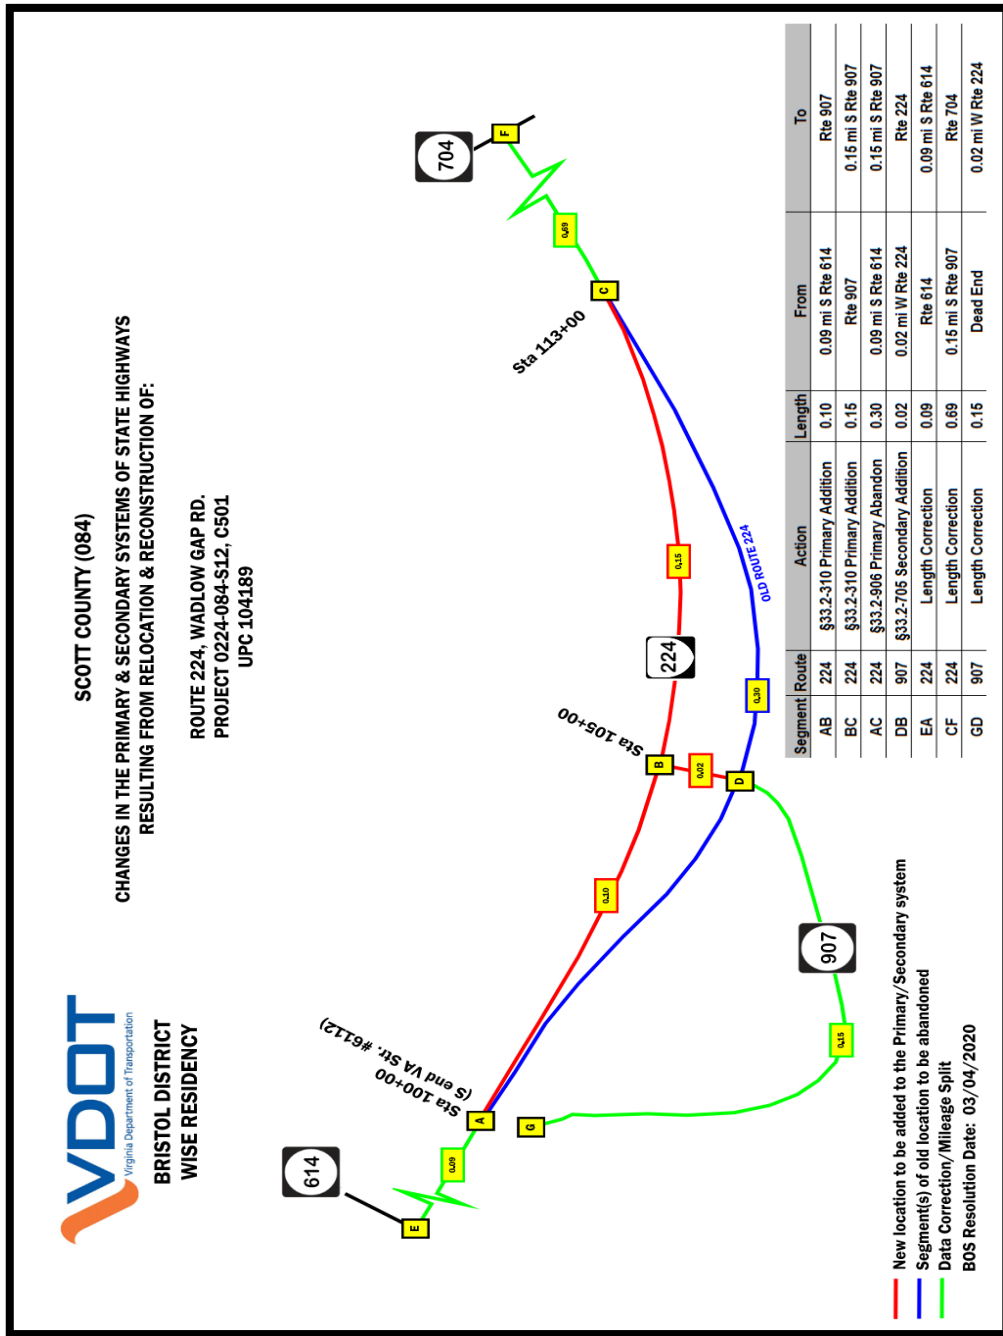 SCOTT COUNTY (084)
CHANGES IN THE PRIMARY & SECONDARY SYSTEMS OF STATE HIGHWAYS
RESULTING FROM RELOCATION & RECONSTRUCTION OF:
ROUTE 224, WADLOW GAP RD.
PROJECT 0224-084-S12, C501
UPC 104189
VDOT
Virginia Department of Transportation
BRISTOL DISTRICT
WISE RESIDENCY
614
E
0.09
A
Sta 100+00
(S end VA Str. #6112)
G
0.10
Sta 105+00
B
0.02
D
224
0.15
0.30
OLD ROUTE 224
Sta 113+00
C
0.69
704
F
907
0.15
New location to be added to the Primary/Secondary system
Segment(s) of old location to be abandoned
Data Correction/Mileage Split
BOS Resolution Date: 03/04/2020
Segment Route Action Length From To
AB 224 §33.2-310 Primary Addition 0.10 0.09 mi S Rte 614 Rte 907
BC 224 §33.2-310 Primary Addition 0.15 Rte 907 0.15 mi S Rte 907
AC 224 §33.2-906 Primary Abandon 0.30 0.09 mi S Rte 614 0.15 mi S Rte 907
DB 907 §33.2-705 Secondary Addition 0.02 0.02 mi W Rte 224 Rte 224
EA 224 Length Correction 0.09 Rte 614 0.09 mi S Rte 614
CF 224 Length Correction 0.69 0.15 mi S Rte 907 Rte 704
GD 907 Length Correction 0.15 Dead End 0.02 mi W Rte 224